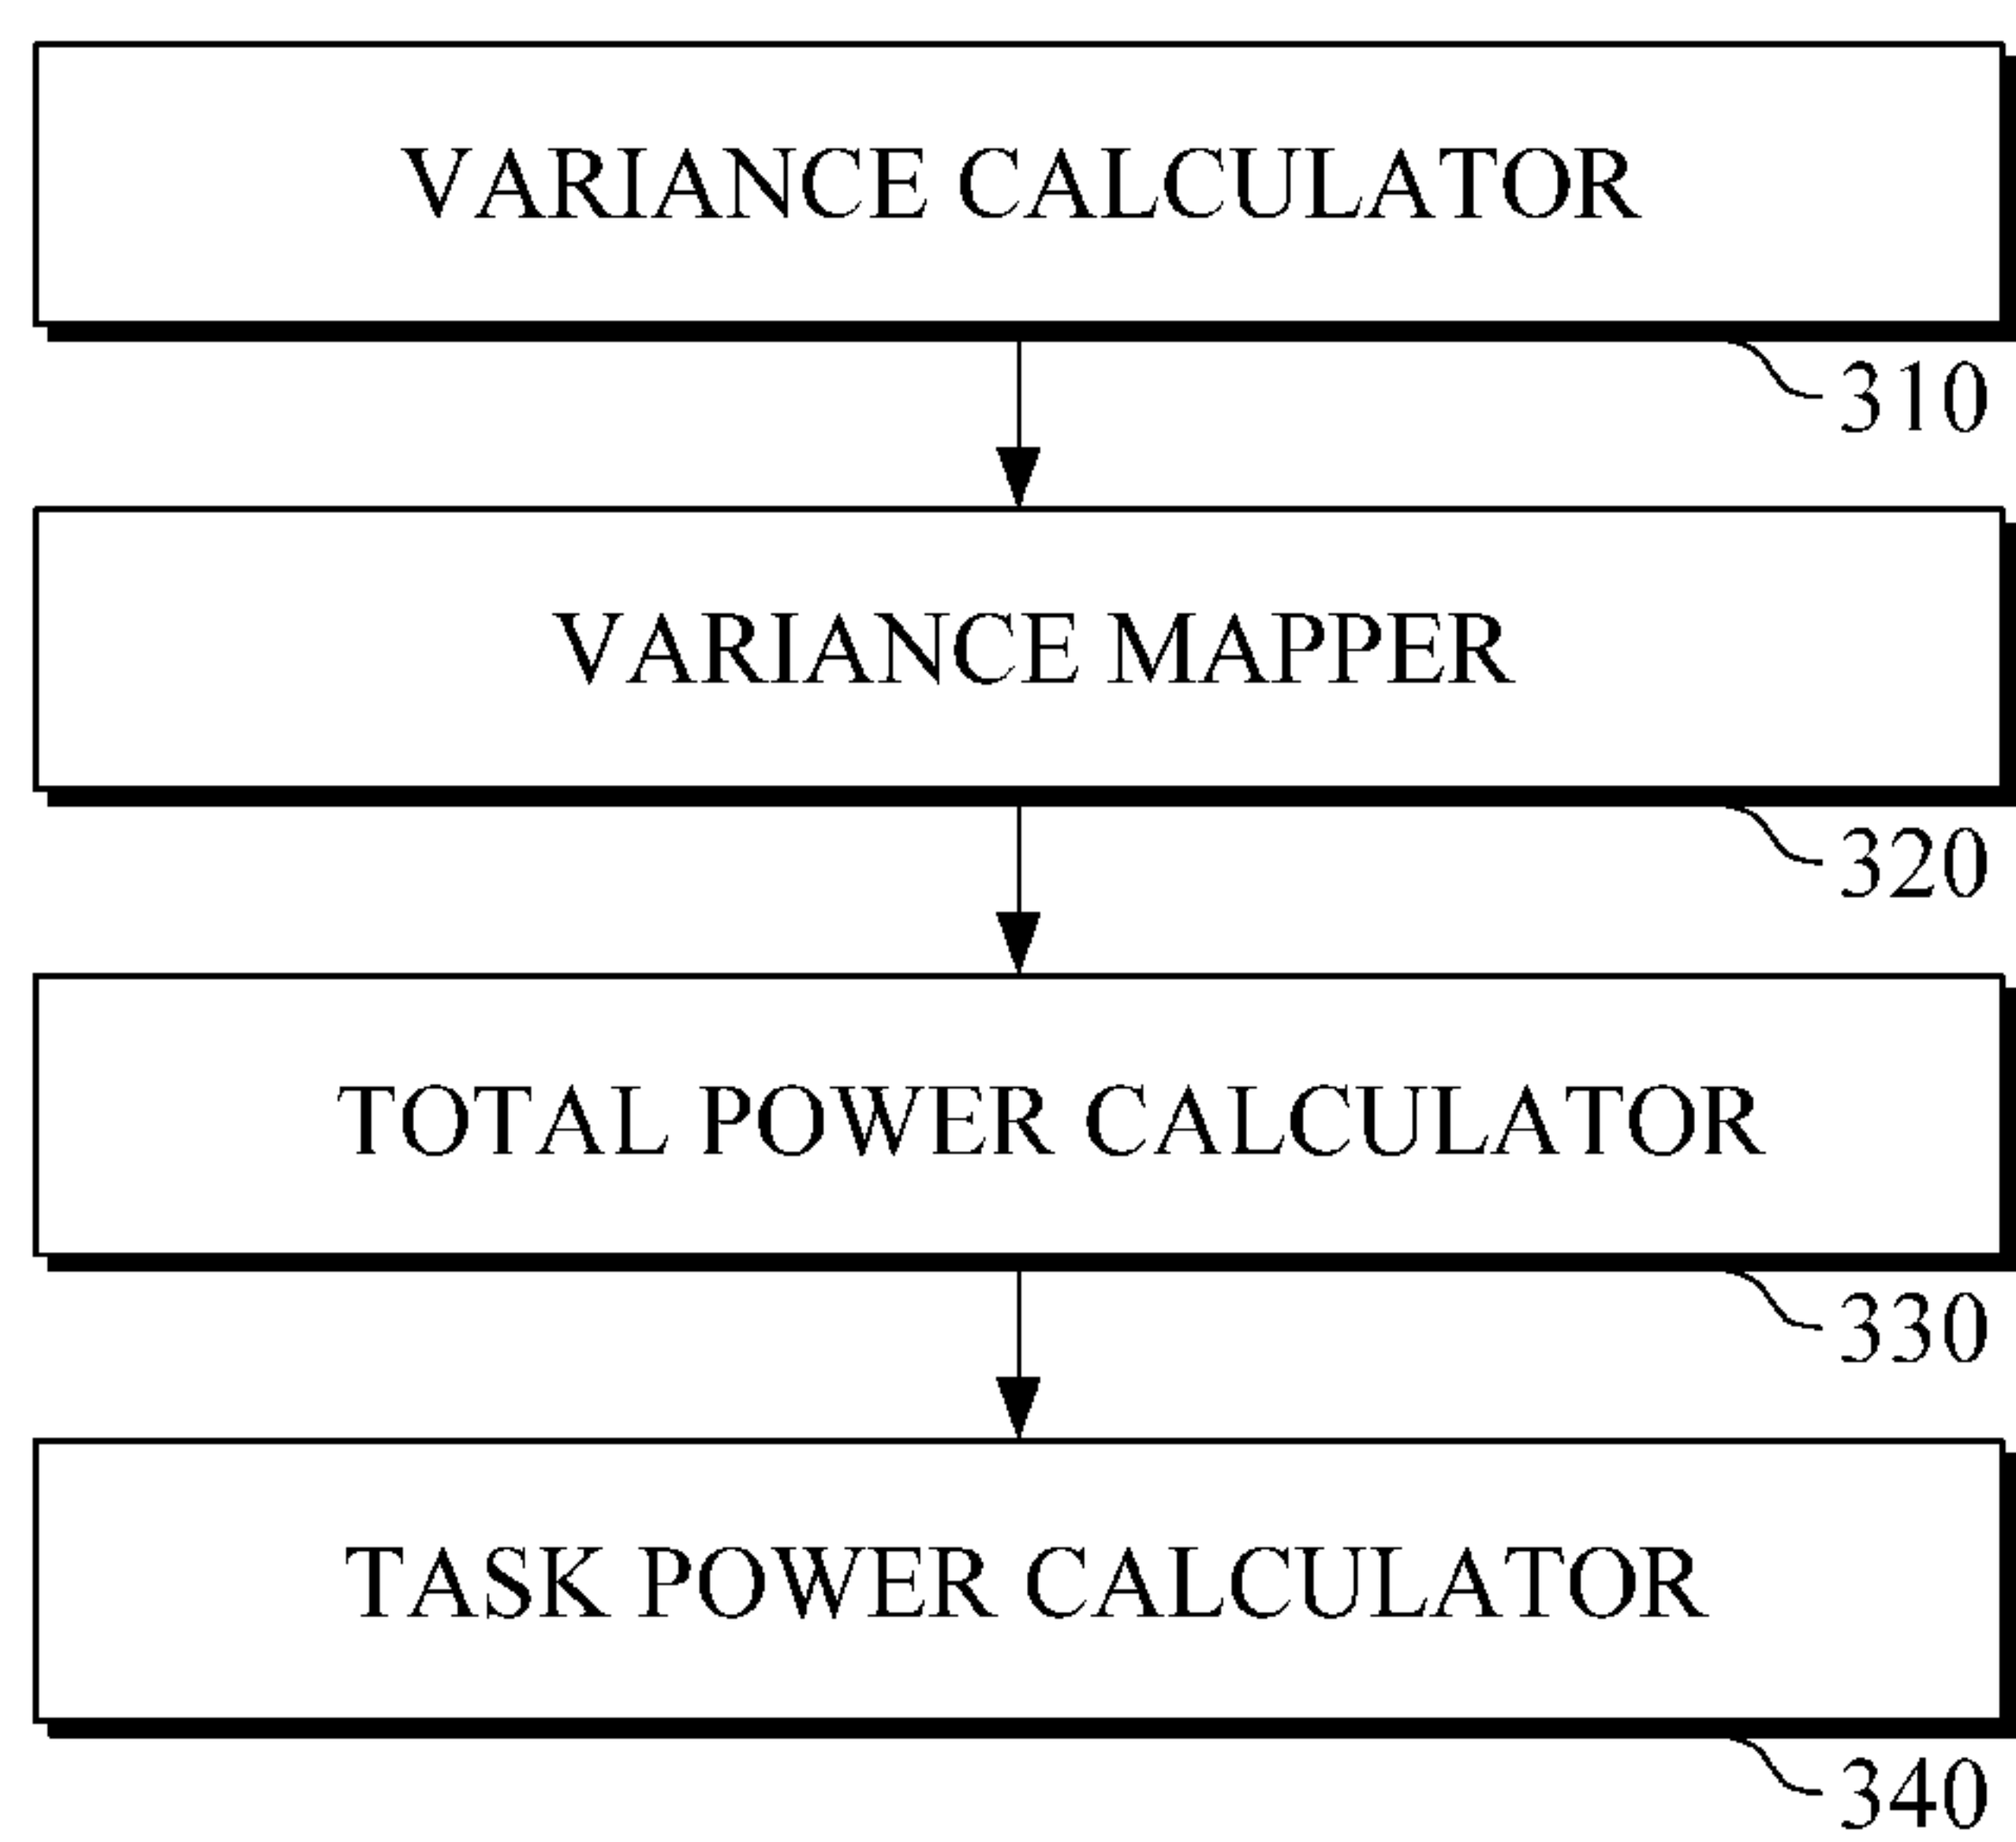 VARIANCE CALCULATOR
310
VARIANCE MAPPER
320
TOTAL POWER CALCULATOR
330
TASK POWER CALCULATOR
340